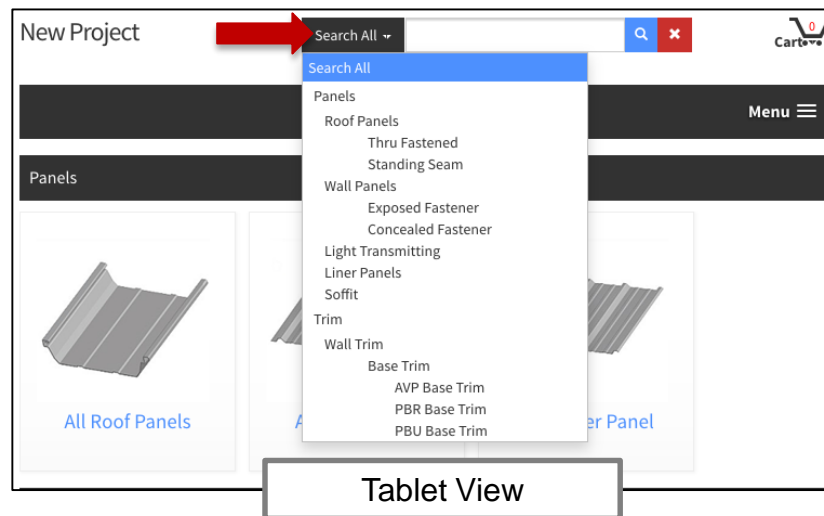 New Project
Search All
0
Cart
Search All
Panels
Roof Panels
Thru Fastened
Standing Seam
Wall Panels
Exposed Fastener
Concealed Fastener
Light Transmitting
Liner Panels
Soffit
Trim
Wall Trim
Base Trim
AVP Base Trim
PBR Base Trim
PBU Base Trim
Menu
Panels
All Roof Panels
A
er Panel
Tablet View